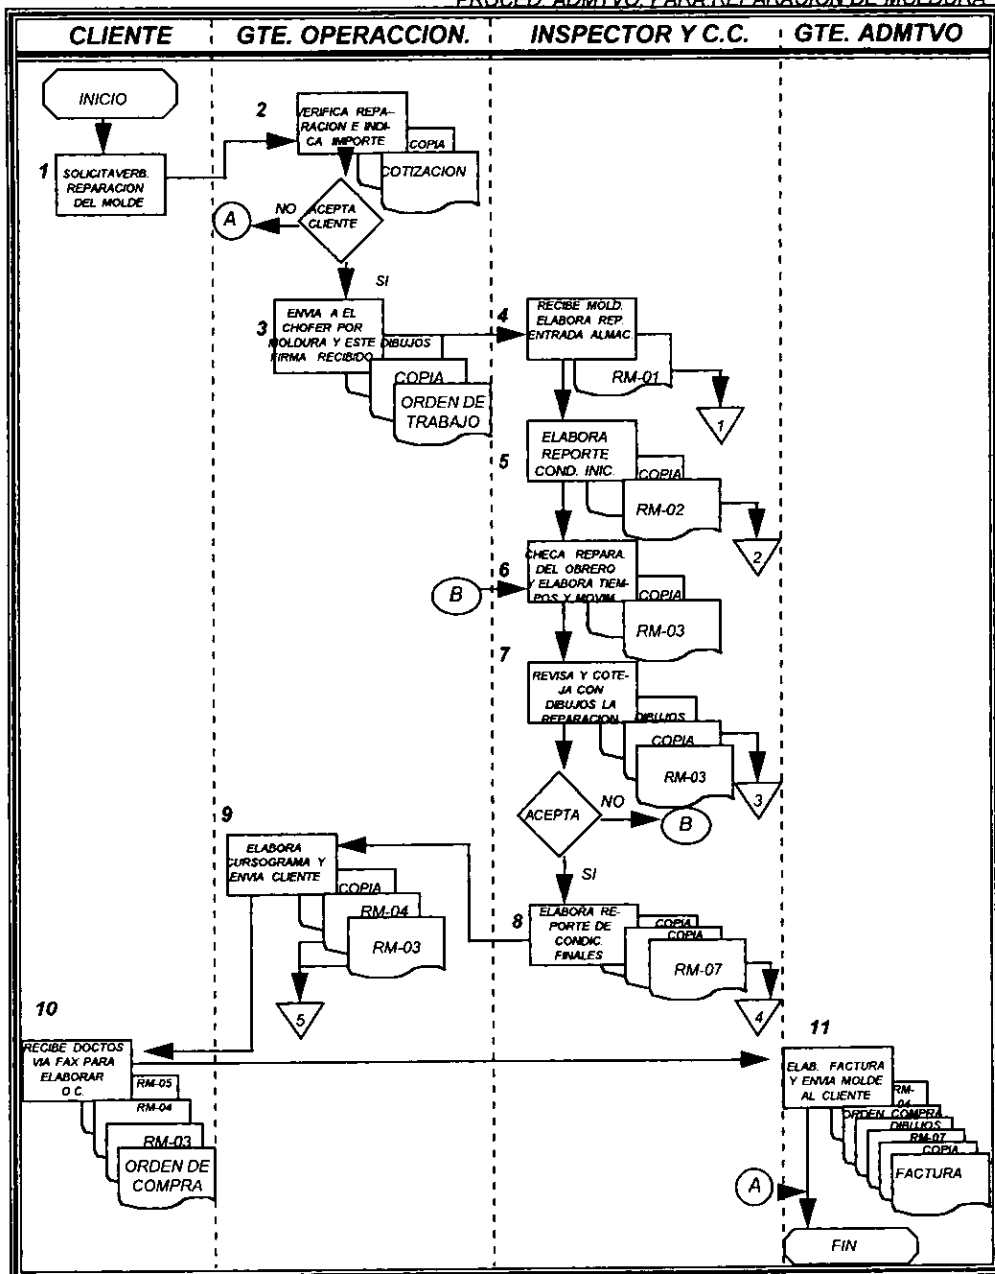 PROCED. ADMTVO. PARA REPARACION DE MOLDURA
CLIENTE
GTE. OPERACCION.
INSPECTOR Y C.C.
GTE. ADMTVO
INICIO
1
SOLICITAVERB.
REPARACION
DEL MOLDE
2
VERIFICA REPA-
RACION E INDI-
CA IMPORTE
COPIA
COTIZACION
A
NO
ACEPTA
CLIENTE
SI
3
ENVIA A EL
CHOFER POR
MOLDURA Y ESTE
FIRMA RECIBIDO
DIBUJOS
COPIA
ORDEN DE
TRABAJO
4
RECIBE MOLD.
ELABORA REP.
ENTRADA ALMAC.
RM-01
1
5
ELABORA
REPORTE
COND. INIC.
COPIA
RM-02
2
6
CHECA REPARA.
DEL OBRERO
Y ELABORA TIEM-
POS Y MOVIM.
COPIA
RM-03
B
7
REVISA Y COTE-
JA CON
DIBUJOS LA
REPARACION
DIBUJOS
COPIA
RM-03
3
ACEPTA
NO
B
SI
8
ELABORA RE-
PORTE DE
CONDIC.
FINALES
COPIA
COPIA
RM-07
4
9
ELABORA
CURSOGRAMA Y
ENVIA CLIENTE
COPIA
RM-04
RM-03
5
10
RECIBE DOCTOS
VIA FAX PARA
ELABORAR
O.C.
RM-05
RM-04
RM-03
ORDEN DE
COMPRA
11
ELAB. FACTURA
Y ENVIA MOLDE
AL CLIENTE
RM-
04
ORDEN COMPRA
DIBUJOS
RM-07
COPIA
FACTURA
A
FIN